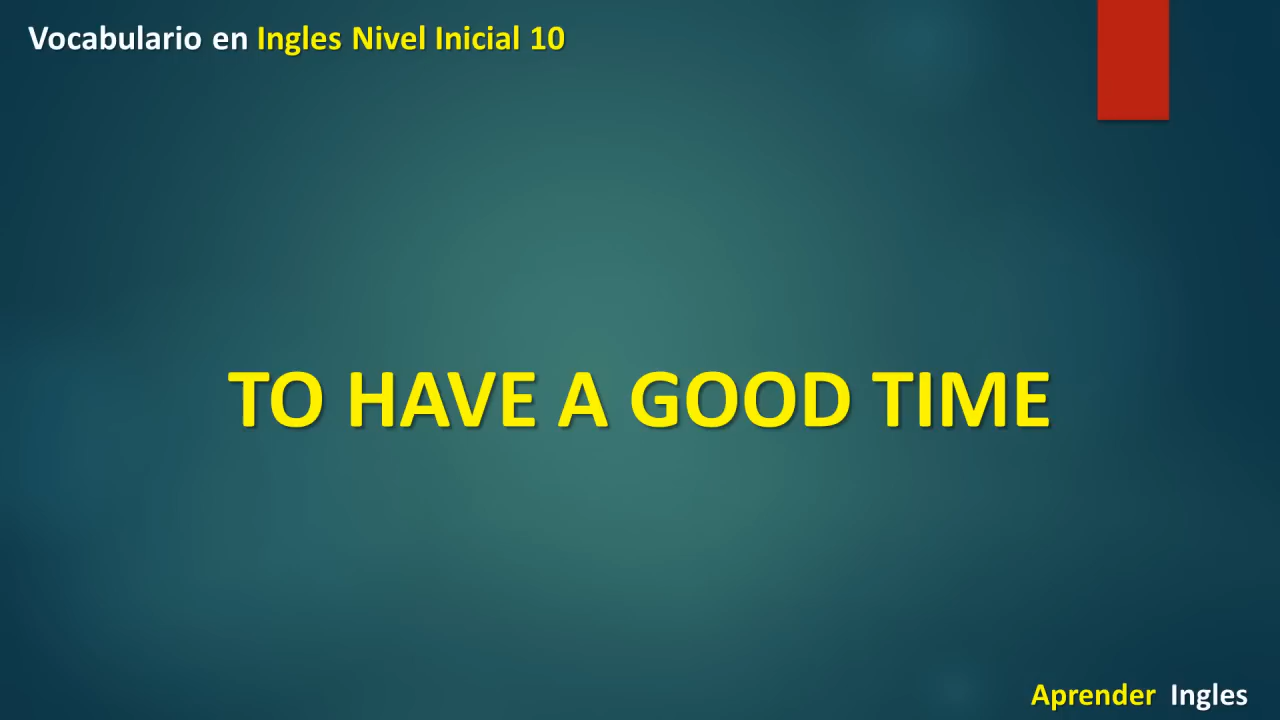 Vocabulario en Ingles Nivel Inicial 10
TO HAVE A GOOD TIME
Aprender Ingles